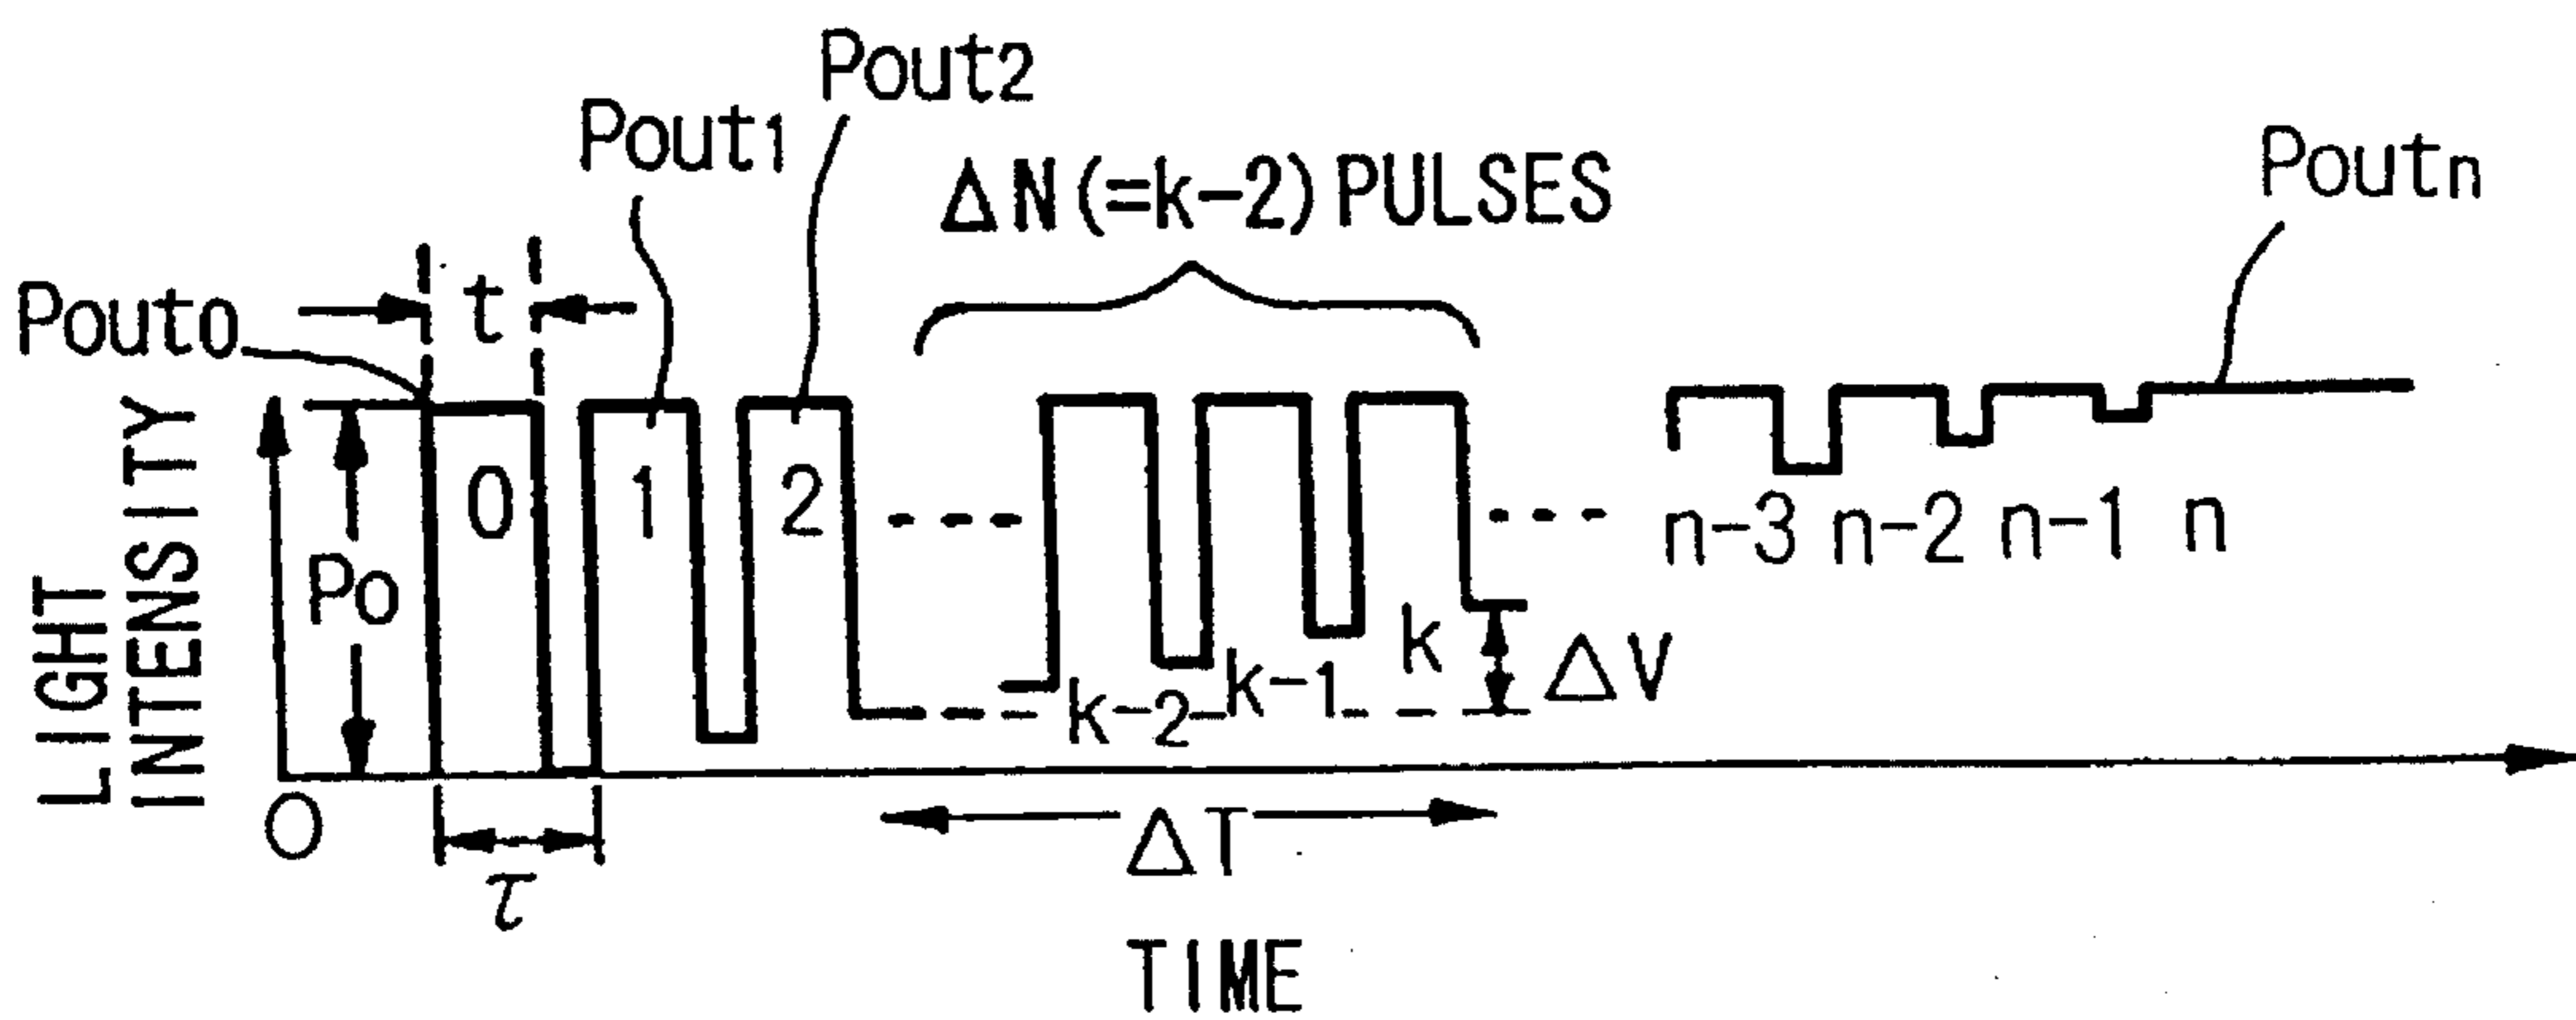 Pout2
Pout1
ΔN(=k-2)PULSES
Poutn
Pout0
t
LIGHT
INTENSITY
Po
0
1
2
k-2
k-1
k
ΔV
n-3
n-2
n-1
n
O
τ
ΔT
TIME